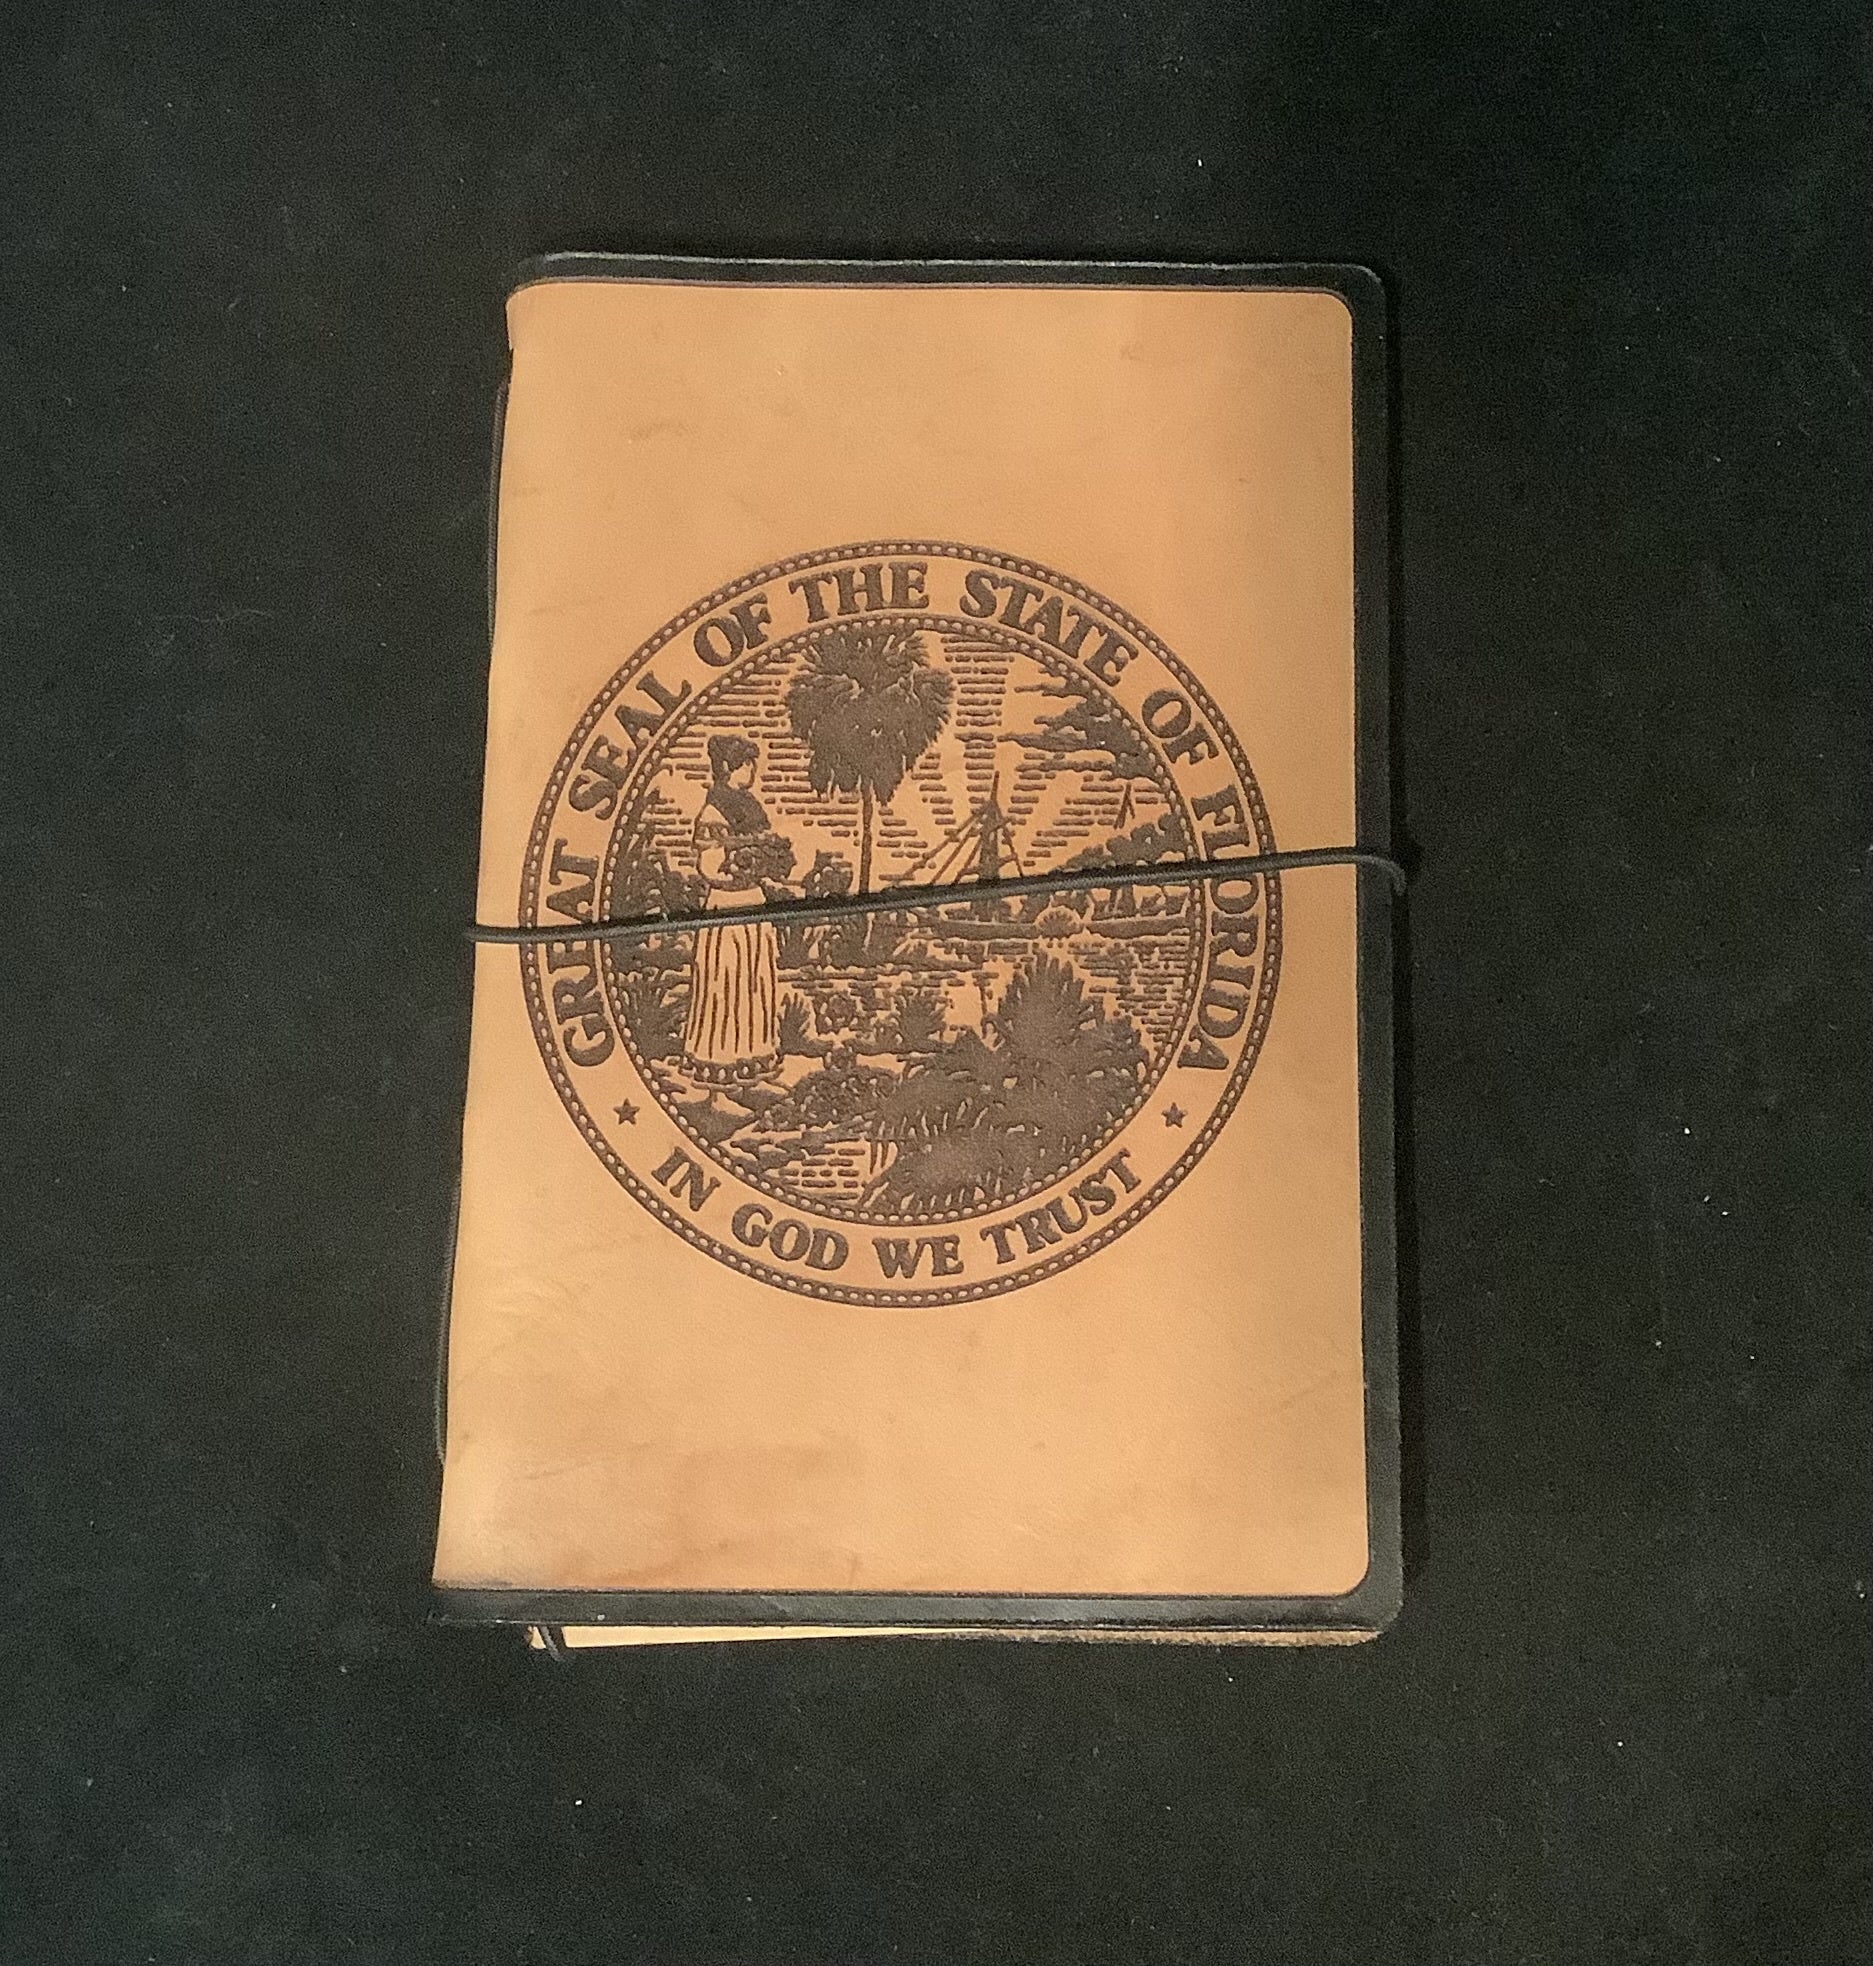 GREAT SEAL OF THE STATE OF FLORIDA
IN GOD WE TRUST